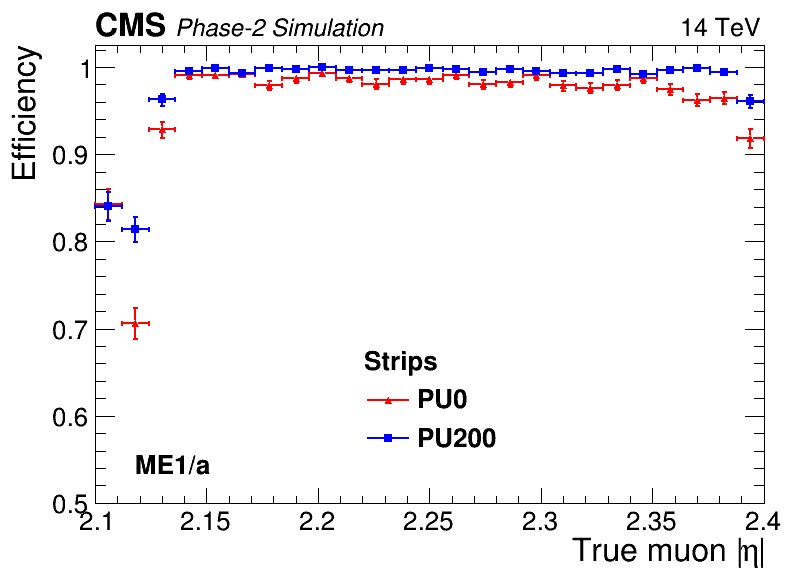 CMS Phase-2 Simulation 14 TeV
Efficiency
1
0.9
0.8
0.7
0.6
0.5
Strips
PU0
PU200
ME1/a
2.1 2.15 2.2 2.25 2.3 2.35 2.4
True muon |η|